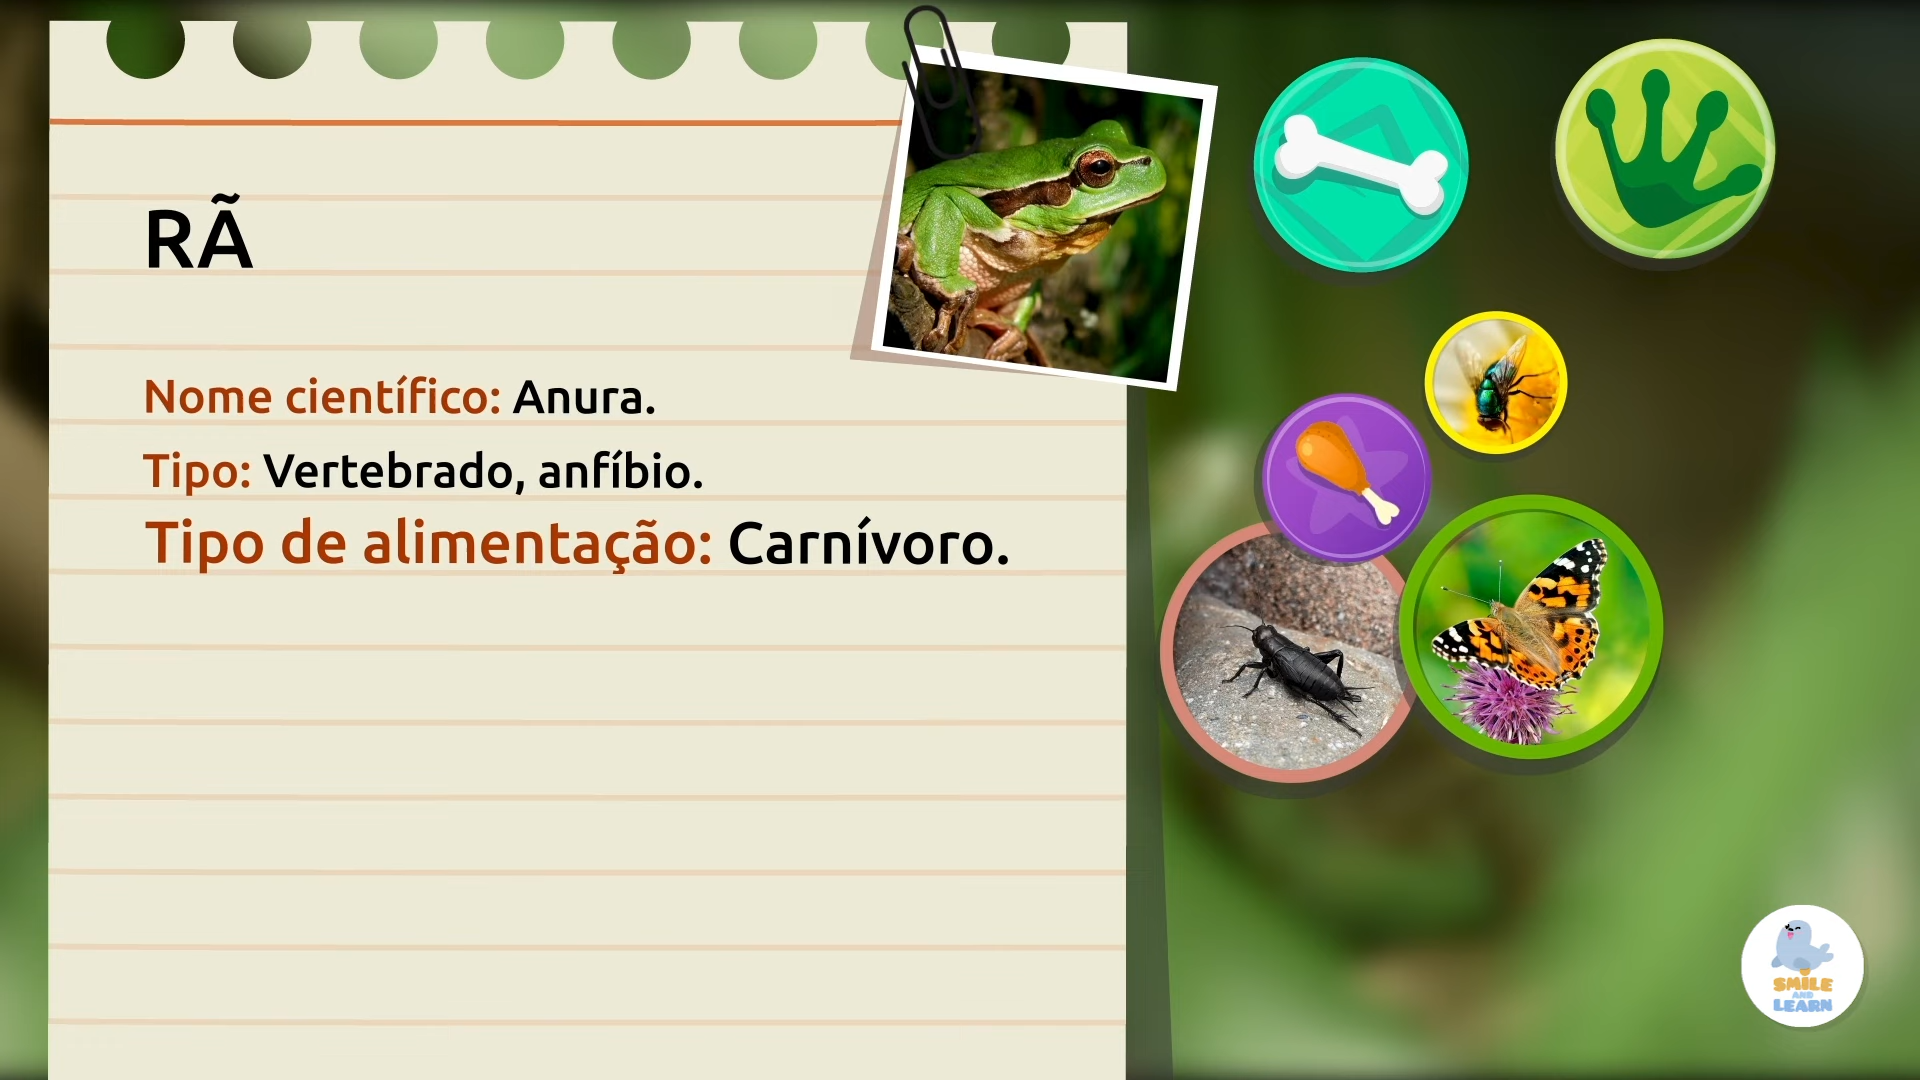 RÃ
Nome científico: Anura.
Tipo: Vertebrado, anfíbio.
Tipo de alimentação: Carnívoro.
SMILE
AND
LEARN